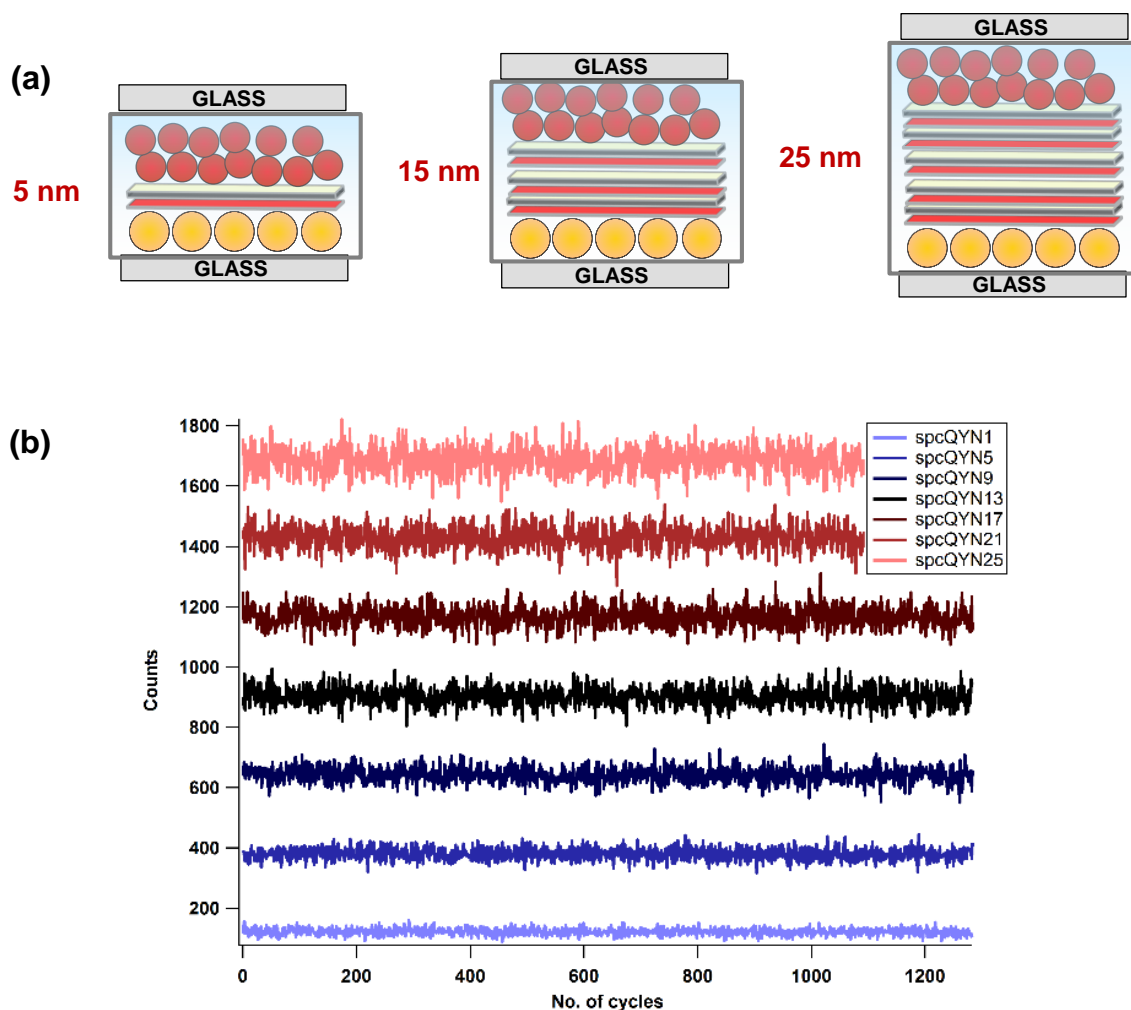 (a)
GLASS
5 nm
GLASS
GLASS
15 nm
GLASS
GLASS
25 nm
GLASS
(b)
1800
1600
1400
1200
1000
800
600
400
200
Counts
0
200
400
600
800
1000
1200
No. of cycles
spcQYN1
spcQYN5
spcQYN9
spcQYN13
spcQYN17
spcQYN21
spcQYN25